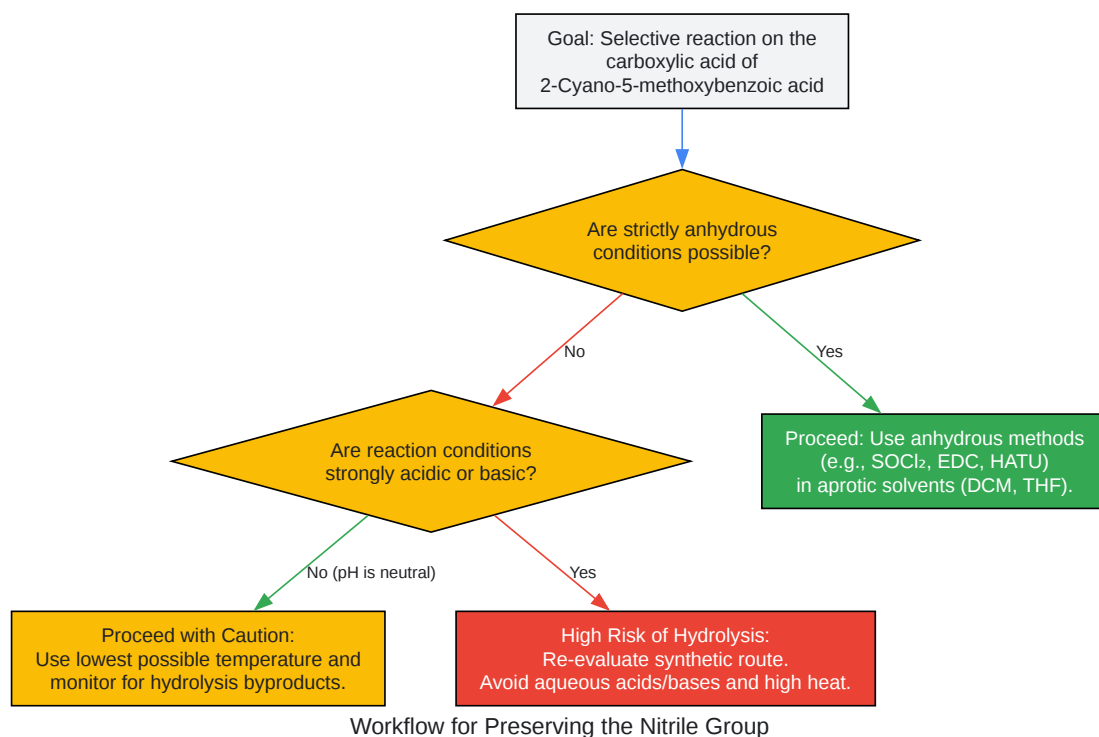 Goal: Selective reaction on the
carboxylic acid of
2-Cyano-5-methoxybenzoic acid
Are strictly anhydrous
conditions possible?
No
Yes
Are reaction conditions
strongly acidic or basic?
Proceed: Use anhydrous methods
(e.g., SOCl₂, EDC, HATU)
in aprotic solvents (DCM, THF).
No (pH is neutral)
Yes
Proceed with Caution:
Use lowest possible temperature and
monitor for hydrolysis byproducts.
High Risk of Hydrolysis:
Re-evaluate synthetic route.
Avoid aqueous acids/bases and high heat.
Workflow for Preserving the Nitrile Group